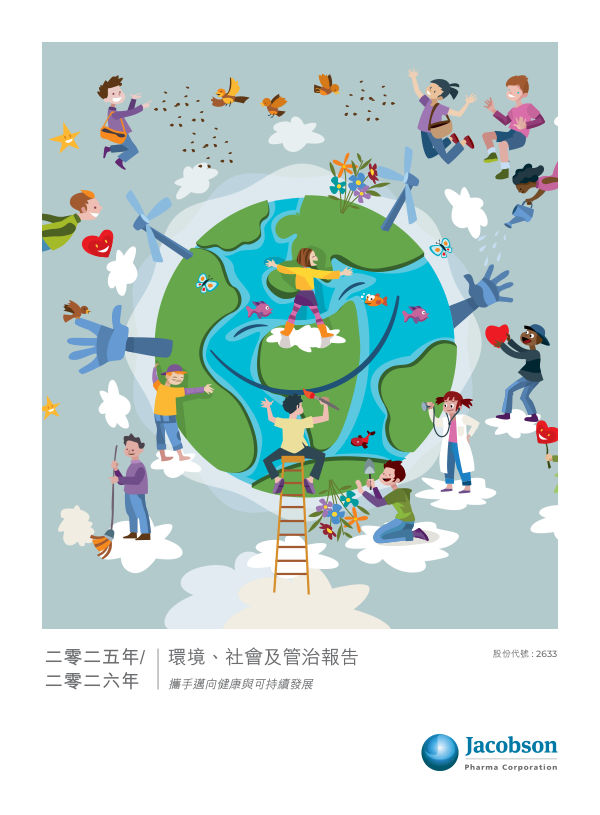 二零二五年/
二零二六年
環境、社會及管治報告
攜手邁向健康與可持續發展
股份代號 : 2633
Jacobson
Pharma Corporation